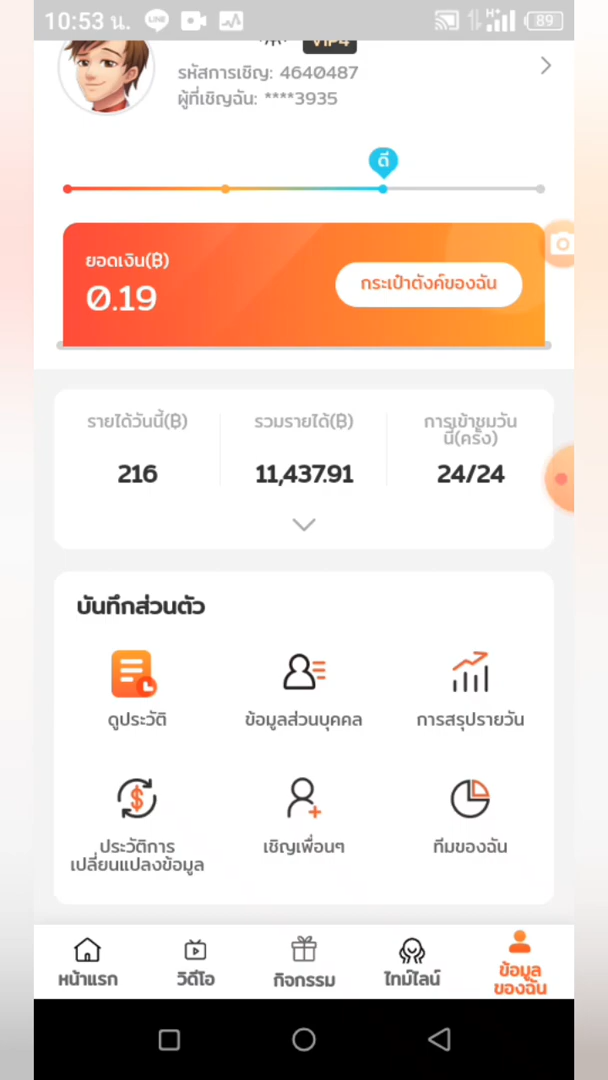 10:53 น. LINE H+ 89
VIP4
รหัสการเชิญ: 4640487
ผู้ที่เชิญฉัน: ****3935
ดี
ยอดเงิน(฿)
0.19
กระเป๋าตังค์ของฉัน
รายได้วันนี้(฿)
216
รวมรายได้(฿)
11,437.91
การเข้าชมวัน
นี้(ครั้ง)
24/24
บันทึกส่วนตัว
ดูประวัติ
ข้อมูลส่วนบุคคล
การสรุปรายวัน
ประวัติการ
เปลี่ยนแปลงข้อมูล
เชิญเพื่อนๆ
ทีมของฉัน
หน้าแรก
วิดีโอ
กิจกรรม
ไทม์ไลน์
ข้อมูล
ของฉัน